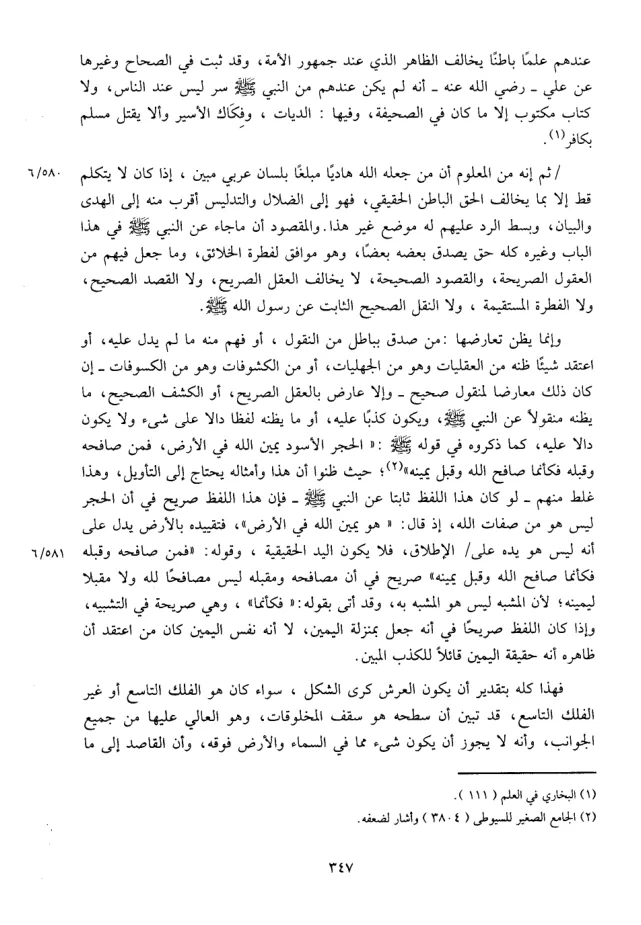 عندهم علمًا باطنًا يخالف الظاهر الذي عند جمهور الأمة، وقد ثبت في الصحاح وغيرها
عن علي ـ رضي الله عنه ـ أنه لم يكن عندهم من النبي ﷺ سر ليس عند الناس، ولا
كتاب مكتوب إلا ما كان في الصحيفة، وفيها : الديات ، وفِكَاك الأسير وألا يقتل مسلم
بكافر(١).
٦/٥٨٠ / ثم إنه من المعلوم أن من جعله الله هاديًا مبلغًا بلسان عربي مبين ، إذا كان لا يتكلم
قط إلا بما يخالف الحق الباطن الحقيقي، فهو إلى الضلال والتدليس أقرب منه إلى الهدى
والبيان، وبسط الرد عليهم له موضع غير هذا. والمقصود أن ماجاء عن النبي ﷺ في هذا
الباب وغيره كله حق يصدق بعضه بعضًا، وهو موافق لفطرة الخلائق، وما جعل فيهم من
العقول الصريحة، والقصود الصحيحة، لا يخالف العقل الصريح، ولا القصد الصحيح،
ولا الفطرة المستقيمة ، ولا النقل الصحيح الثابت عن رسول الله ﷺ.
وإنما يظن تعارضها :من صدق بباطل من النقول ، أو فهم منه ما لم يدل عليه، أو
اعتقد شيئًا ظنه من العقليات وهو من الجهليات، أو من الكشوفات وهو من الكسوفات ـ إن
كان ذلك معارضا لمنقول صحيح ـ وإلا عارض بالعقل الصريح، أو الكشف الصحيح، ما
يظنه منقولاً عن النبي ﷺ، ويكون كذبًا عليه، أو ما يظنه لفظا دالا على شىء ولا يكون
دالا عليه، كما ذكروه في قوله ﷺ :« الحجر الأسود يمين الله في الأرض، فمن صافحه
وقبله فكأنما صافح الله وقبل يمينه»(٢)؛ حيث ظنوا أن هذا وأمثاله يحتاج إلى التأويل، وهذا
غلط منهم ـ لو كان هذا اللفظ ثابتا عن النبي ﷺ ـ فإن هذا اللفظ صريح في أن الحجر
ليس هو من صفات الله، إذ قال: « هو يمين الله في الأرض»، فتقييده بالأرض يدل على
٦/٥٨١ أنه ليس هو يده على/ الإطلاق، فلا يكون اليد الحقيقية ، وقوله: «فمن صافحه وقبله
فكأنما صافح الله وقبل يمينه» صريح في أن مصافحه ومقبله ليس مصافحًا لله ولا مقبلا
ليمينه؛ لأن المشبه ليس هو المشبه به، وقد أتى بقوله:« فكأنما» ، وهي صريحة في التشبيه،
وإذا كان اللفظ صريحًا في أنه جعل بمنزلة اليمين، لا أنه نفس اليمين كان من اعتقد أن
ظاهره أنه حقيقة اليمين قائلاً للكذب المبين.
فهذا كله بتقدير أن يكون العرش كرى الشكل ، سواء كان هو الفلك التاسع أو غير
الفلك التاسع، قد تبين أن سطحه هو سقف المخلوقات، وهو العالي عليها من جميع
الجوانب، وأنه لا يجوز أن يكون شىء مما في السماء والأرض فوقه، وأن القاصد إلى ما
(١) البخاري في العلم ( ١١١ ).
(٢) الجامع الصغير للسيوطى ( ٣٨٠٤ ) وأشار لضعفه.
٣٤٧